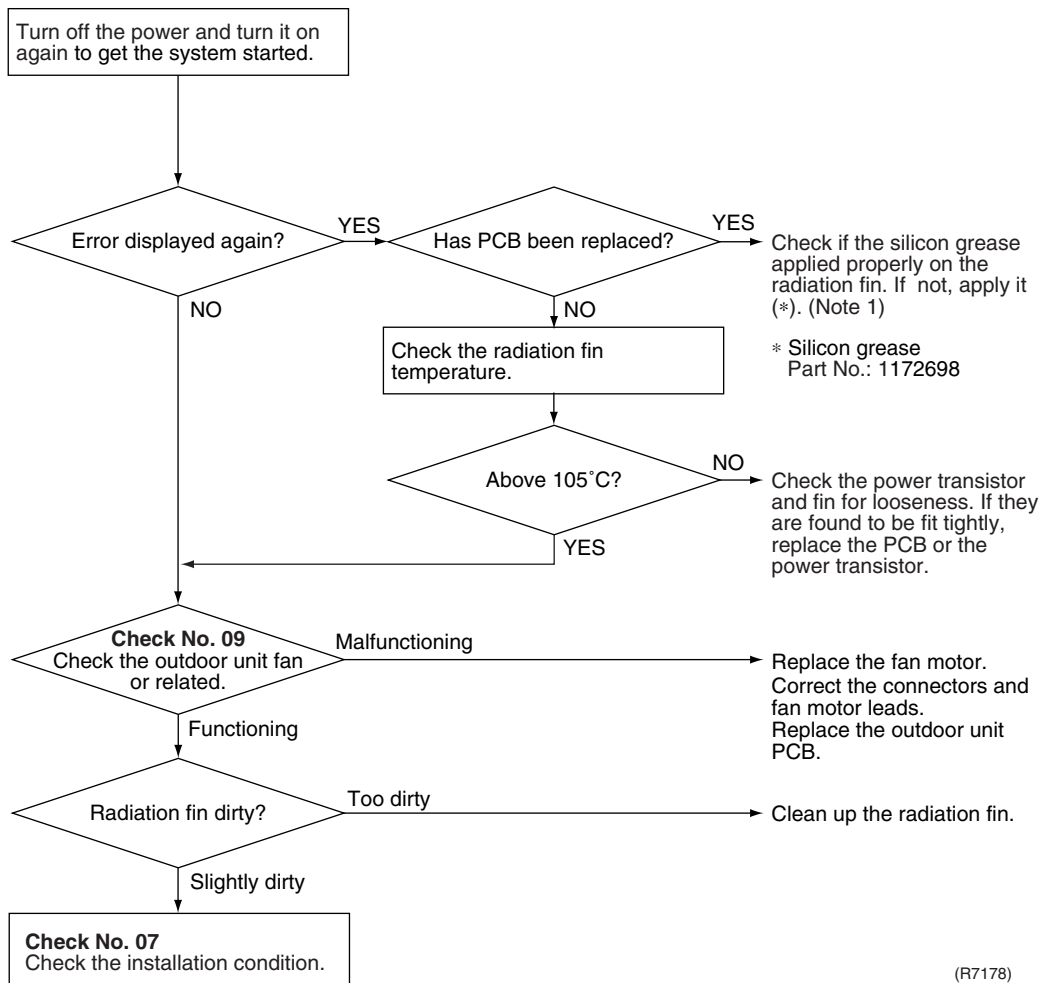 Turn off the power and turn it on
again to get the system started.
Error displayed again?
YES
Has PCB been replaced?
YES
Check if the silicon grease
applied properly on the
radiation fin. If not, apply it
(*). (Note 1)
* Silicon grease
Part No.: 1172698
NO
NO
Check the radiation fin
temperature.
Above 105˚C?
NO
Check the power transistor
and fin for looseness. If they
are found to be fit tightly,
replace the PCB or the
power transistor.
YES
Check No. 09
Check the outdoor unit fan
or related.
Malfunctioning
Replace the fan motor.
Correct the connectors and
fan motor leads.
Replace the outdoor unit
PCB.
Functioning
Radiation fin dirty?
Too dirty
Clean up the radiation fin.
Slightly dirty
Check No. 07
Check the installation condition.
(R7178)